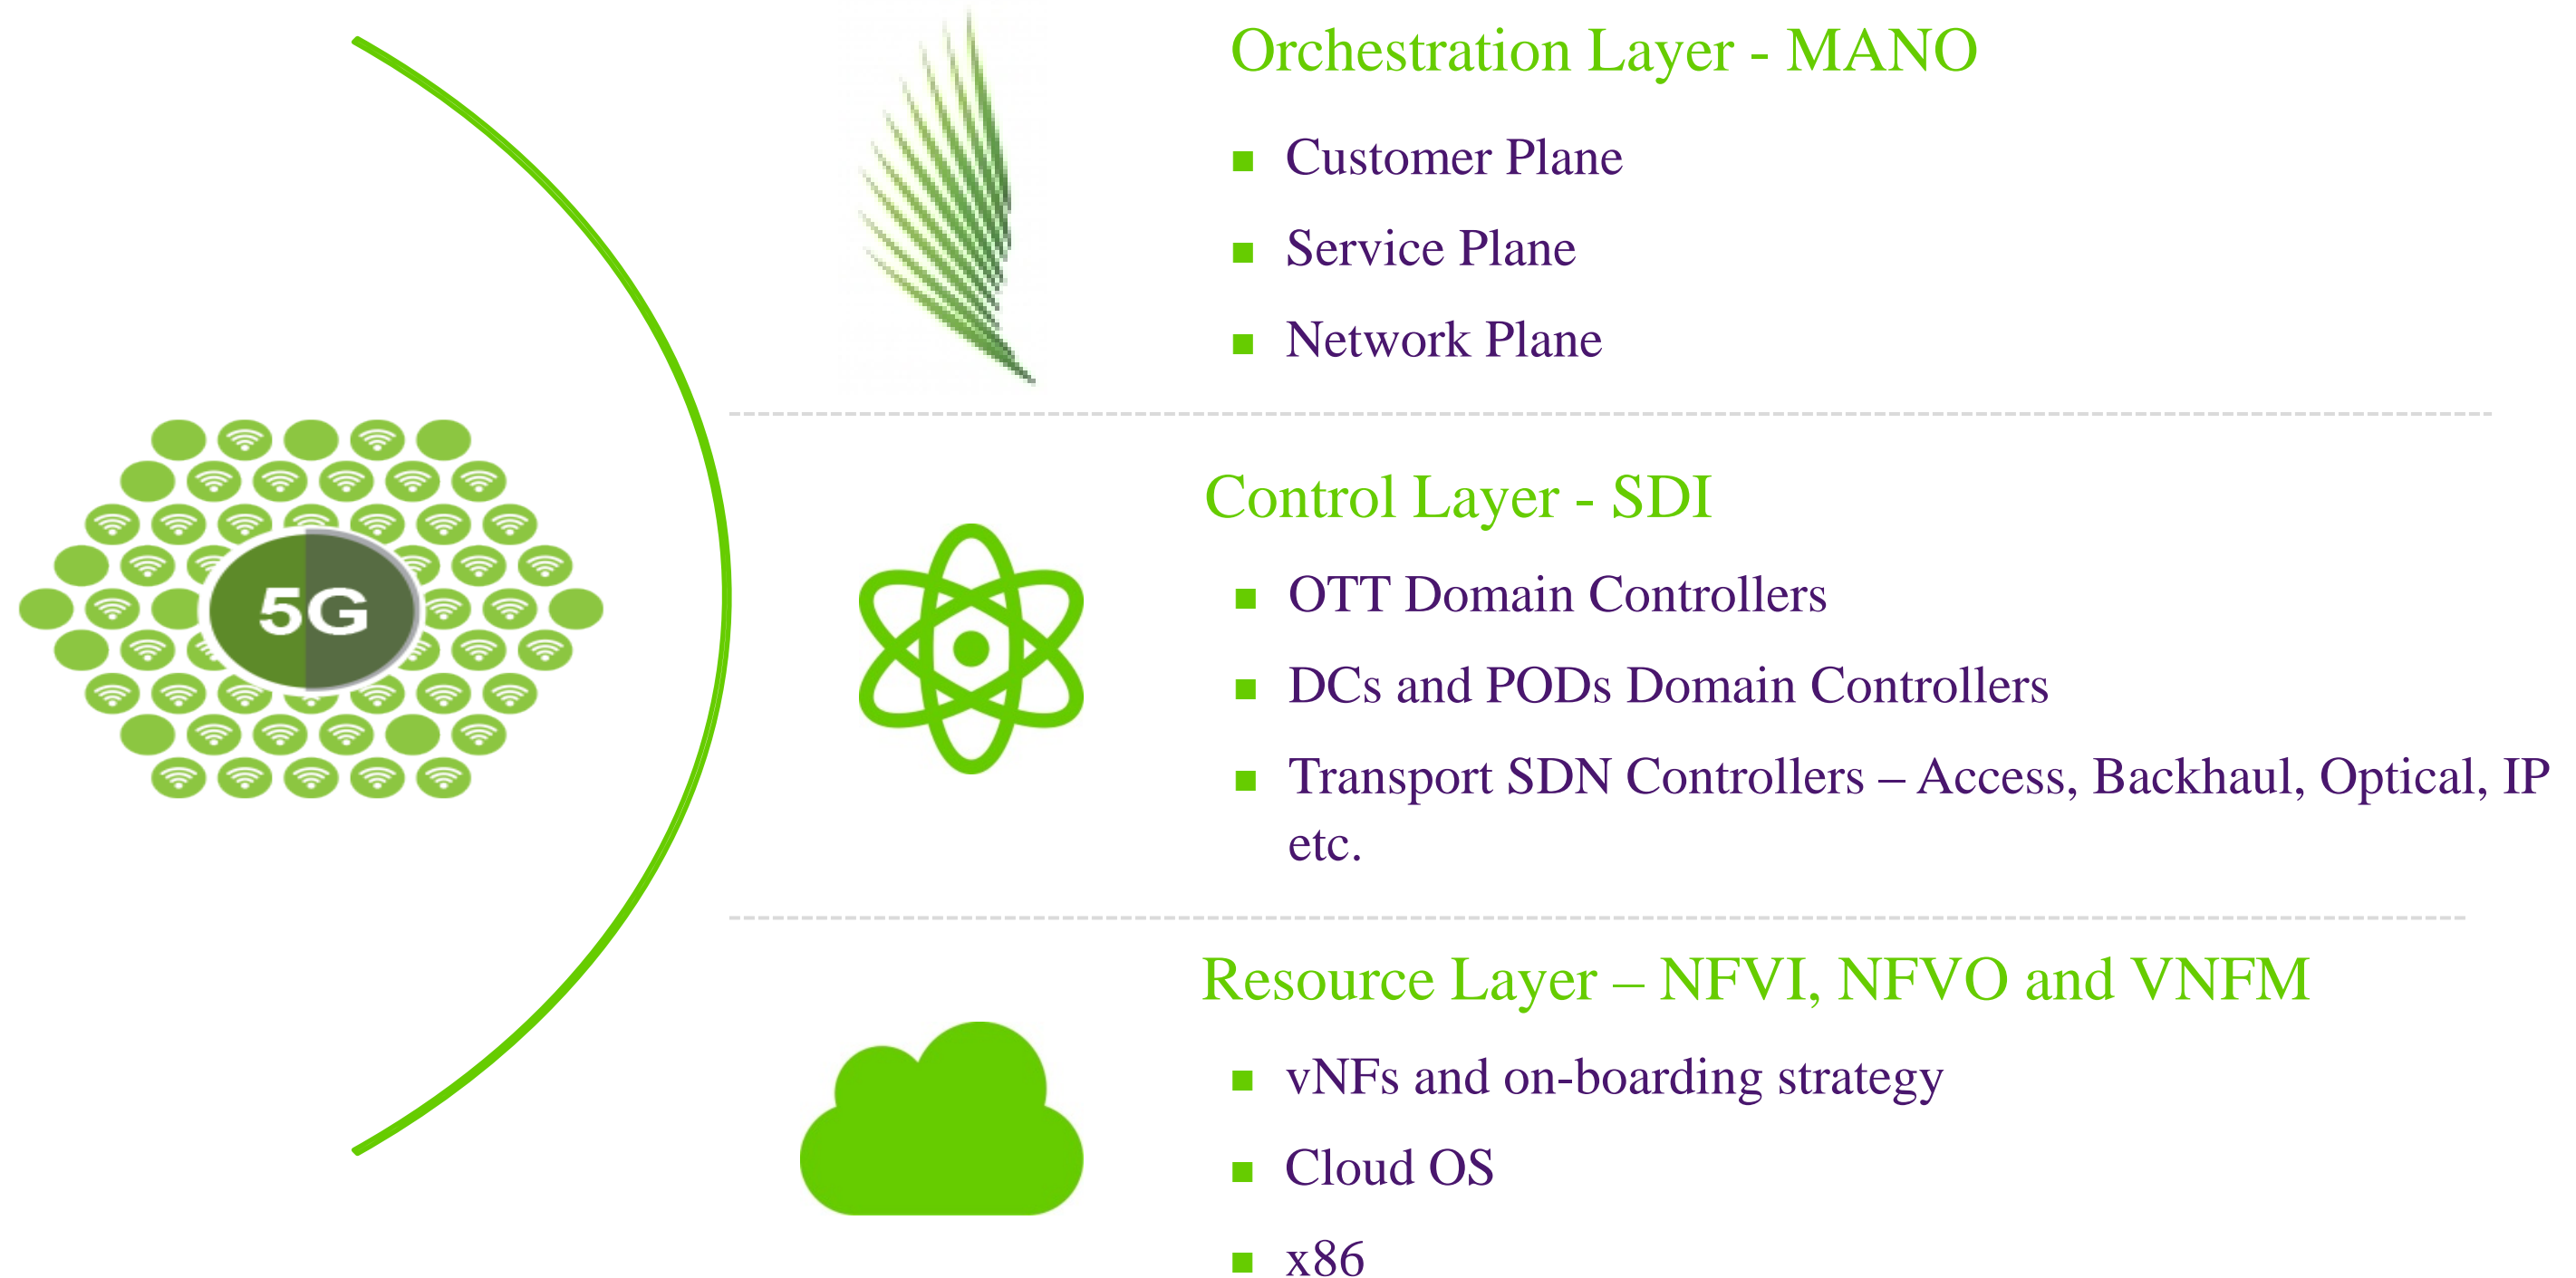 5G
Orchestration Layer - MANO
Customer Plane
Service Plane
Network Plane
Control Layer - SDI
OTT Domain Controllers
DCs and PODs Domain Controllers
Transport SDN Controllers – Access, Backhaul, Optical, IP
etc.
Resource Layer – NFVI, NFVO and VNFM
vNFs and on-boarding strategy
Cloud OS
x86